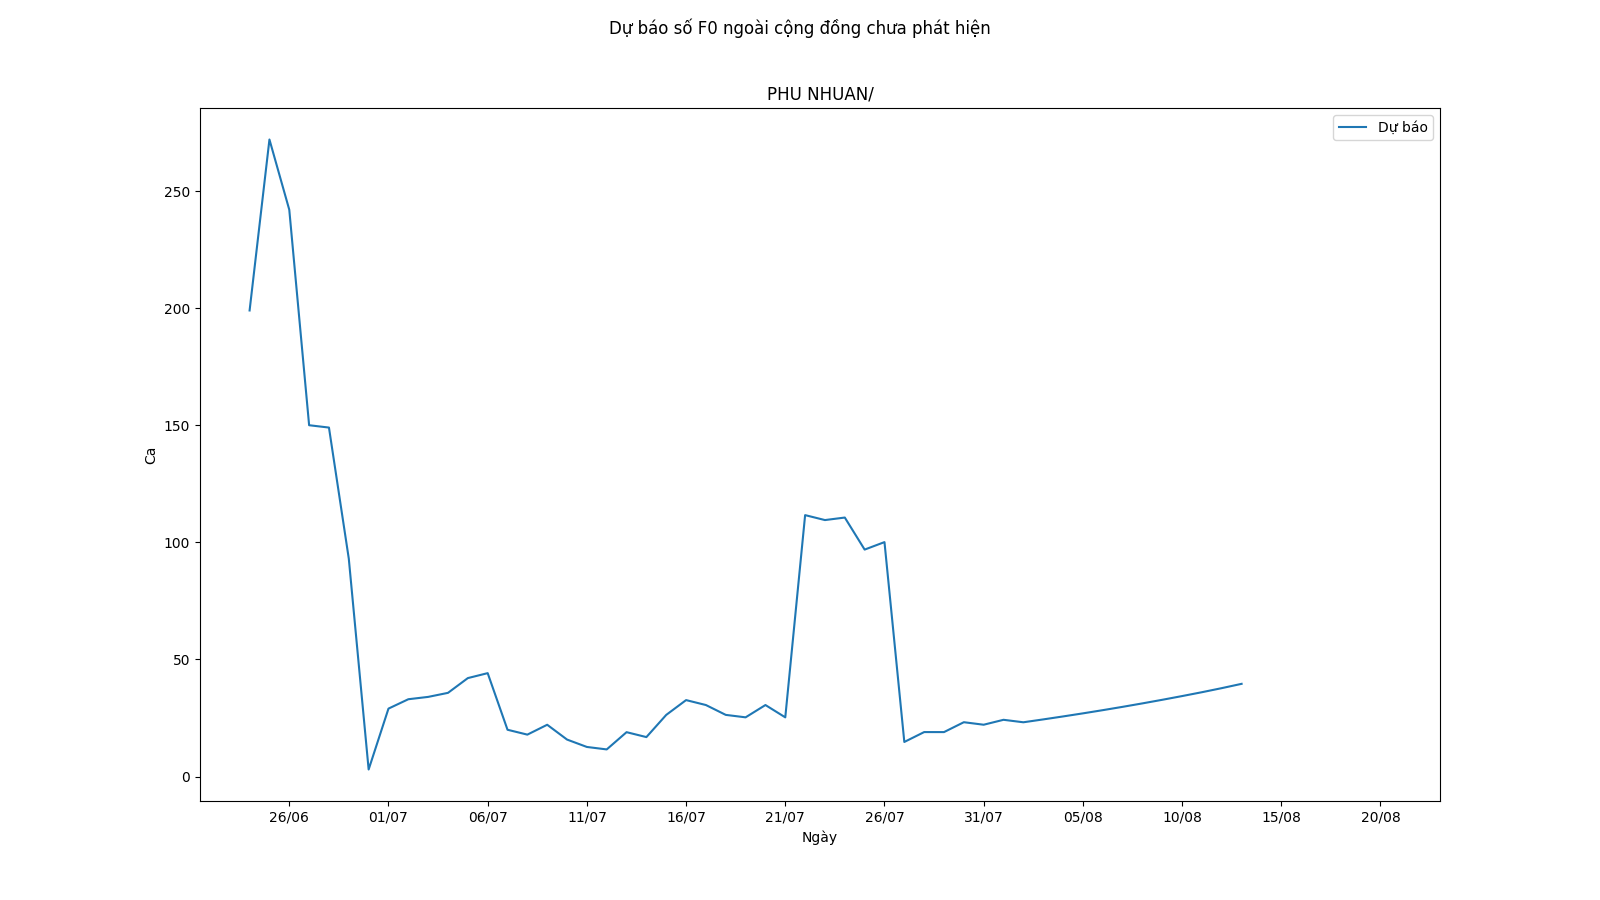 Dự báo số F0 ngoài cộng đồng chưa phát hiện
PHU NHUAN/
Dự báo
250
200
150
100
50
0
Ca
26/06 01/07 06/07 11/07 16/07 21/07 26/07 31/07 05/08 10/08 15/08 20/08
Ngày